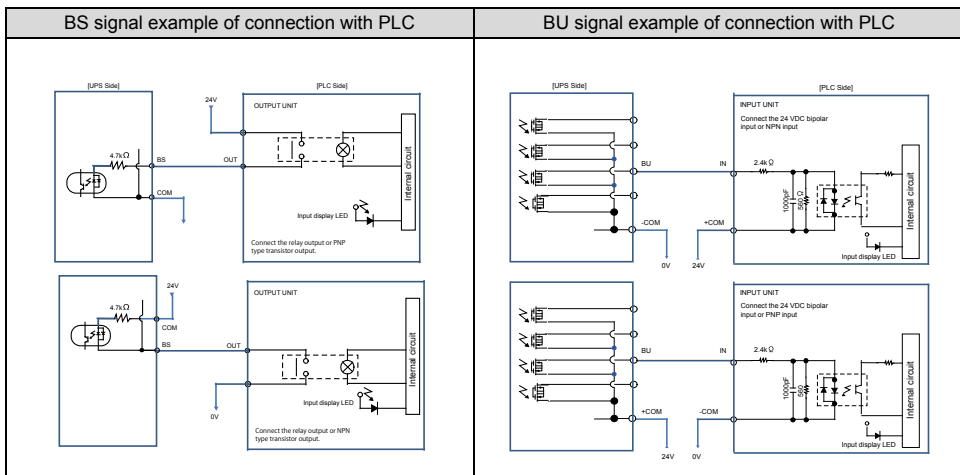 BS signal example of connection with PLC
BU signal example of connection with PLC
[UPS Side]
[PLC Side]
24V
OUTPUT UNIT
4.7kΩ
BS
OUT
COM
Input display LED
Internal circuit
Connect the relay output or PNP
type transistor output.
24V
OUTPUT UNIT
4.7kΩ
COM
BS
OUT
Input display LED
Internal circuit
0V
Connect the relay output or NPN
type transistor output.
[UPS Side]
[PLC Side]
INPUT UNIT
Connect the 24 VDC bipolar
input or NPN input
BU
IN
2.4kΩ
1000pF
560 Ω
Internal circuit
-COM
+COM
Input display LED
0V
24V
INPUT UNIT
Connect the 24 VDC bipolar
input or PNP input
BU
IN
2.4kΩ
1000pF
560
Internal circuit
+COM
-COM
Input display LED
24V
0V